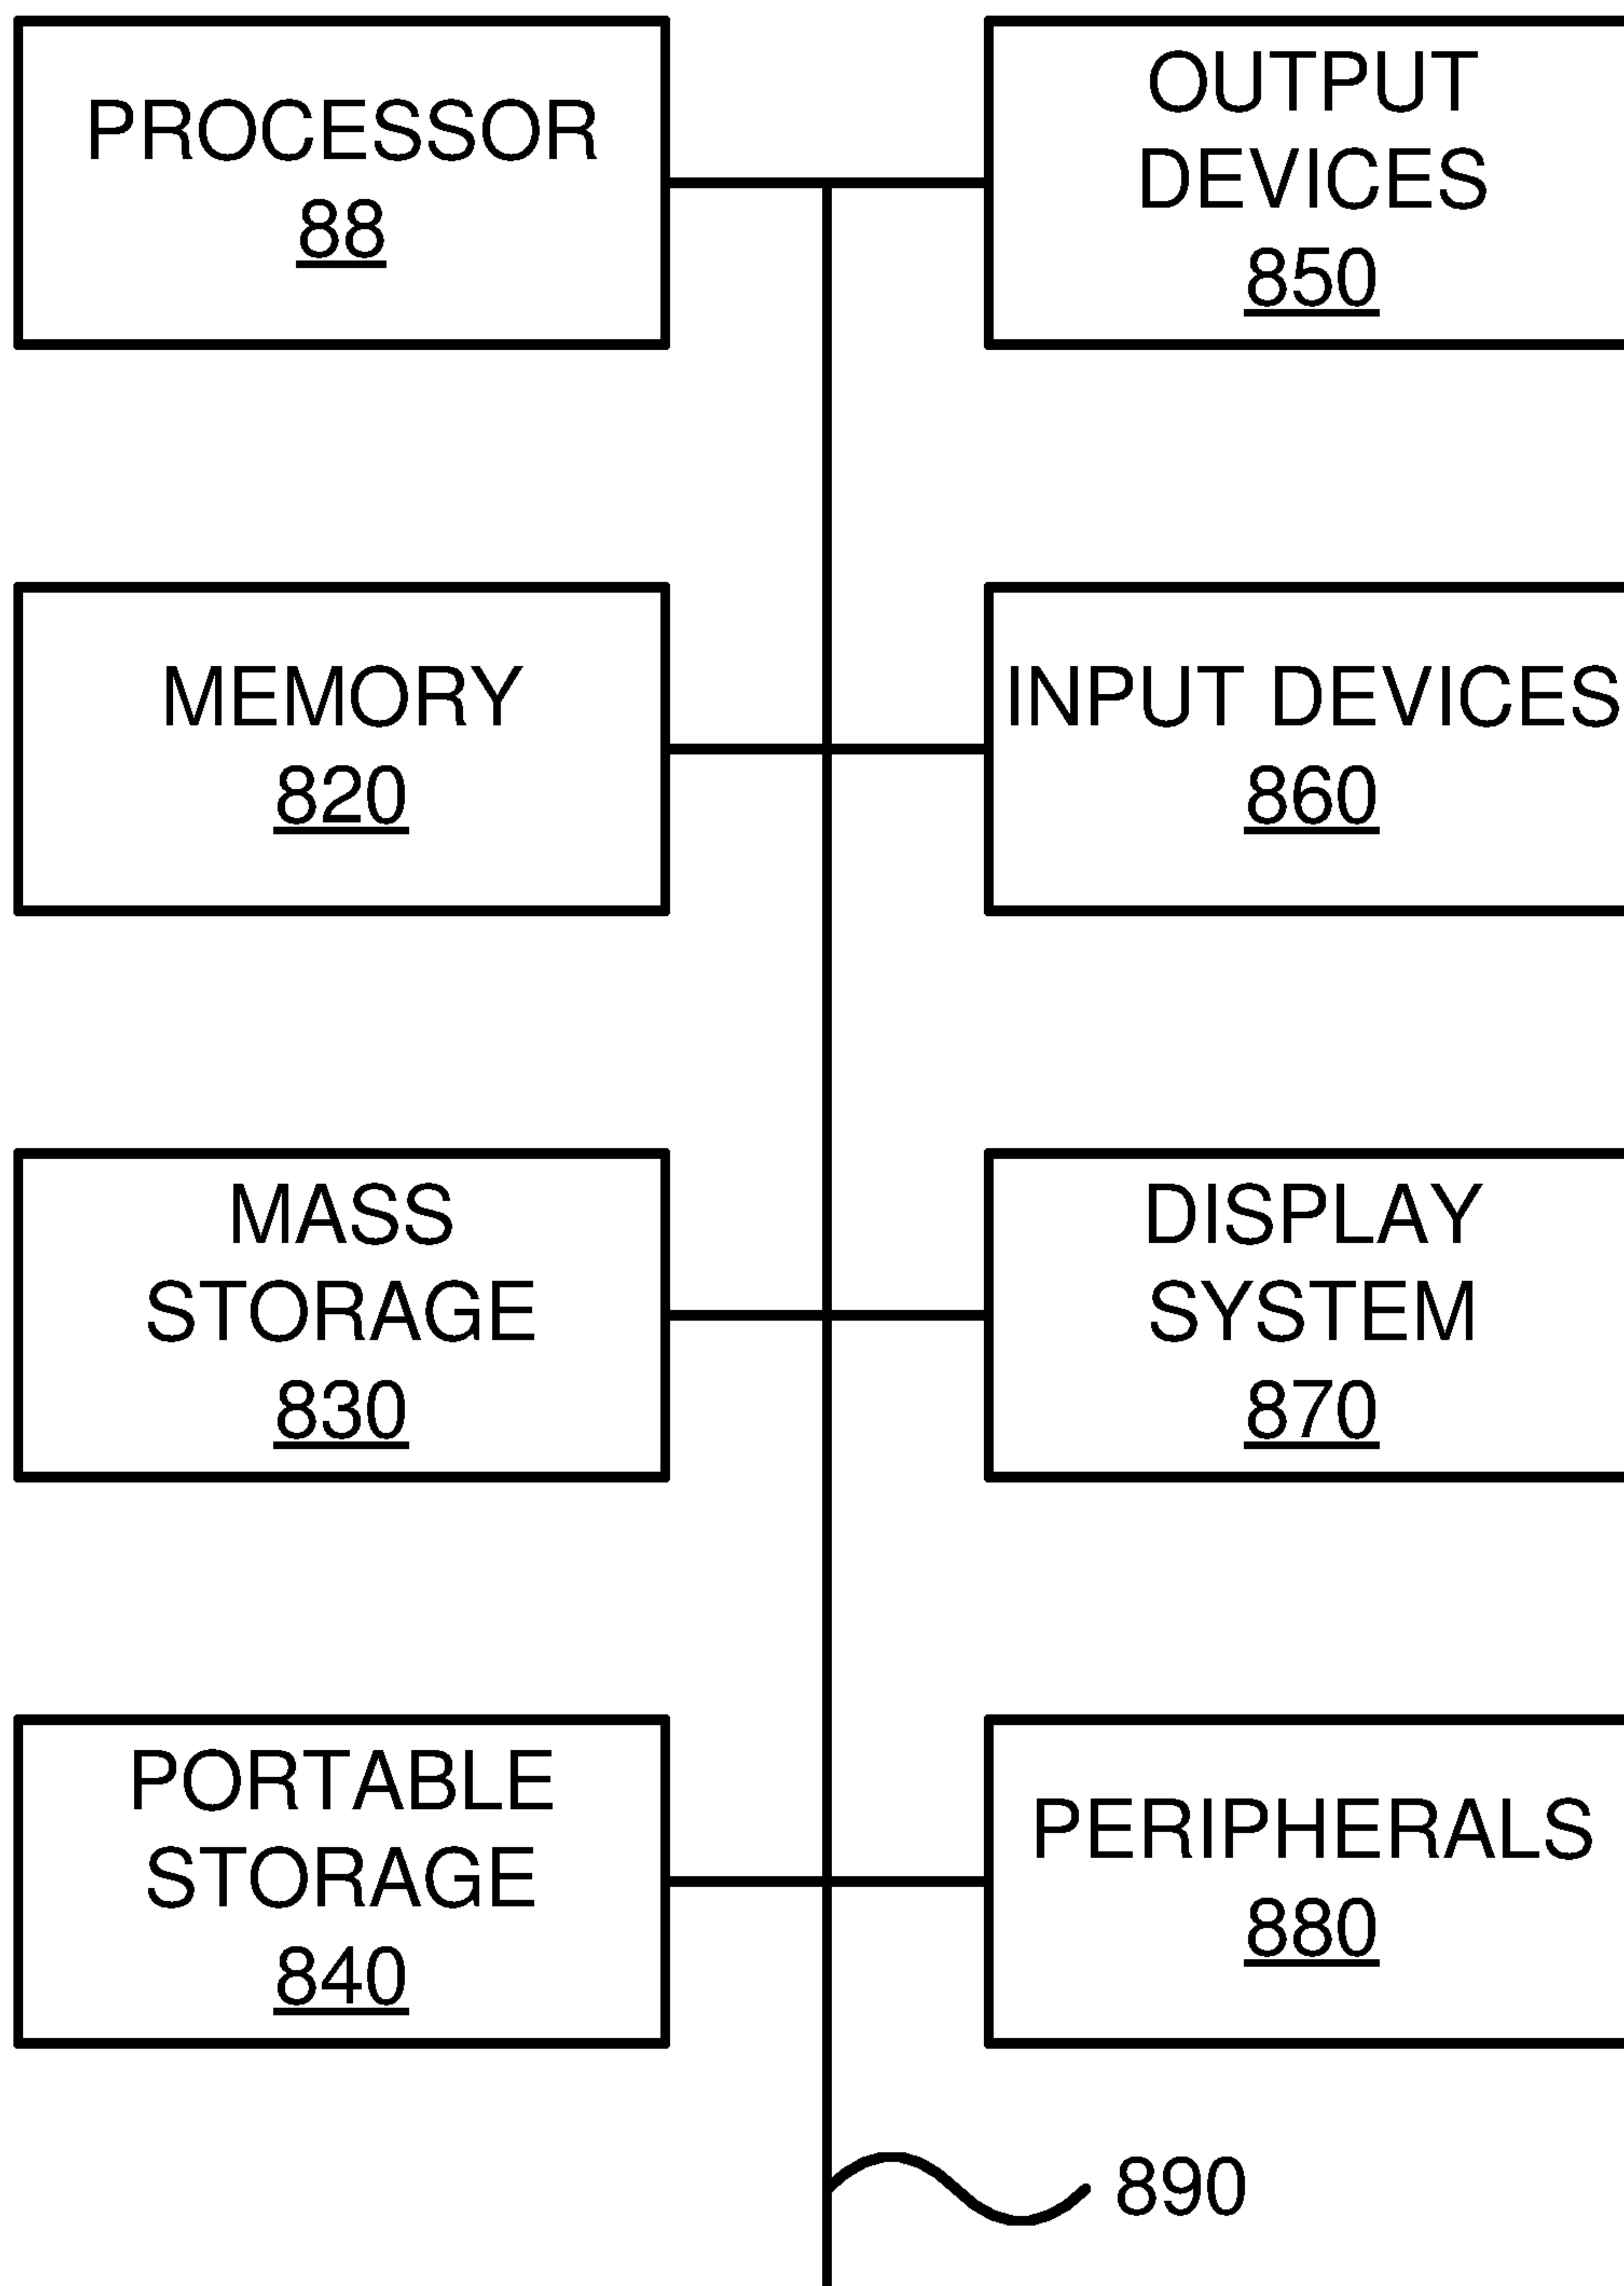 PROCESSOR
88
OUTPUT
DEVICES
850
MEMORY
820
INPUT DEVICES
860
MASS
STORAGE
830
DISPLAY
SYSTEM
870
PORTABLE
STORAGE
840
PERIPHERALS
880
890